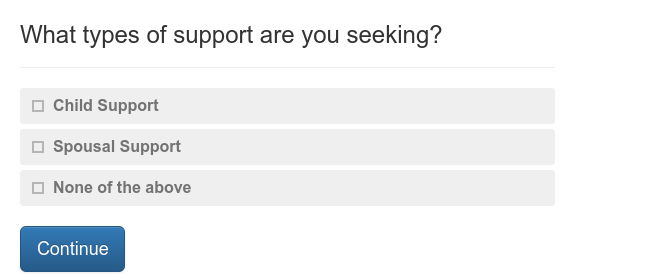 What types of support are you seeking?
Child Support
Spousal Support
None of the above
Continue